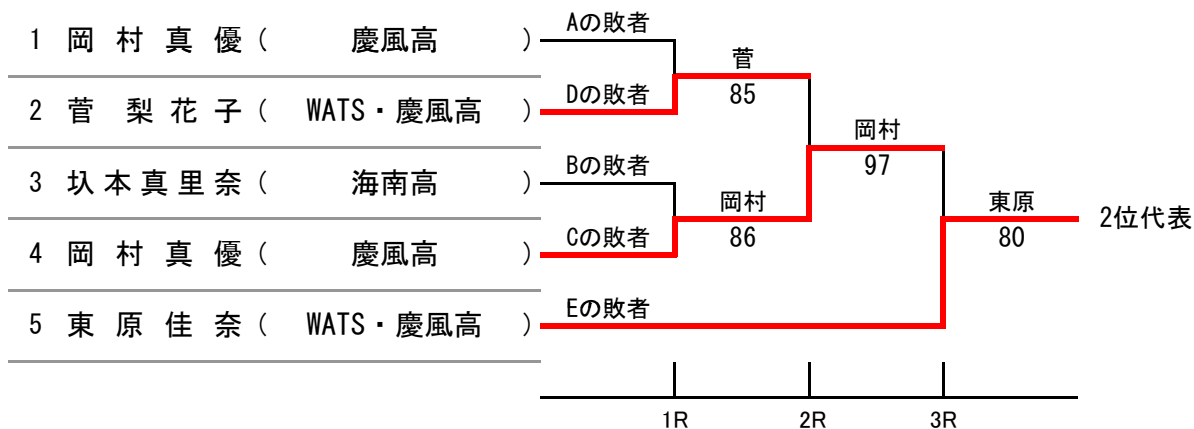 1 岡村真優( 慶風高 ) Aの敗者
菅
85
2 菅 梨花子( WATS・慶風高 ) Dの敗者
岡村
97
3 圦本真里奈( 海南高 ) Bの敗者
岡村
86
東原
80
2位代表
4 岡村真優( 慶風高 ) Cの敗者
5 東原佳奈( WATS・慶風高 ) Eの敗者
1R 2R 3R